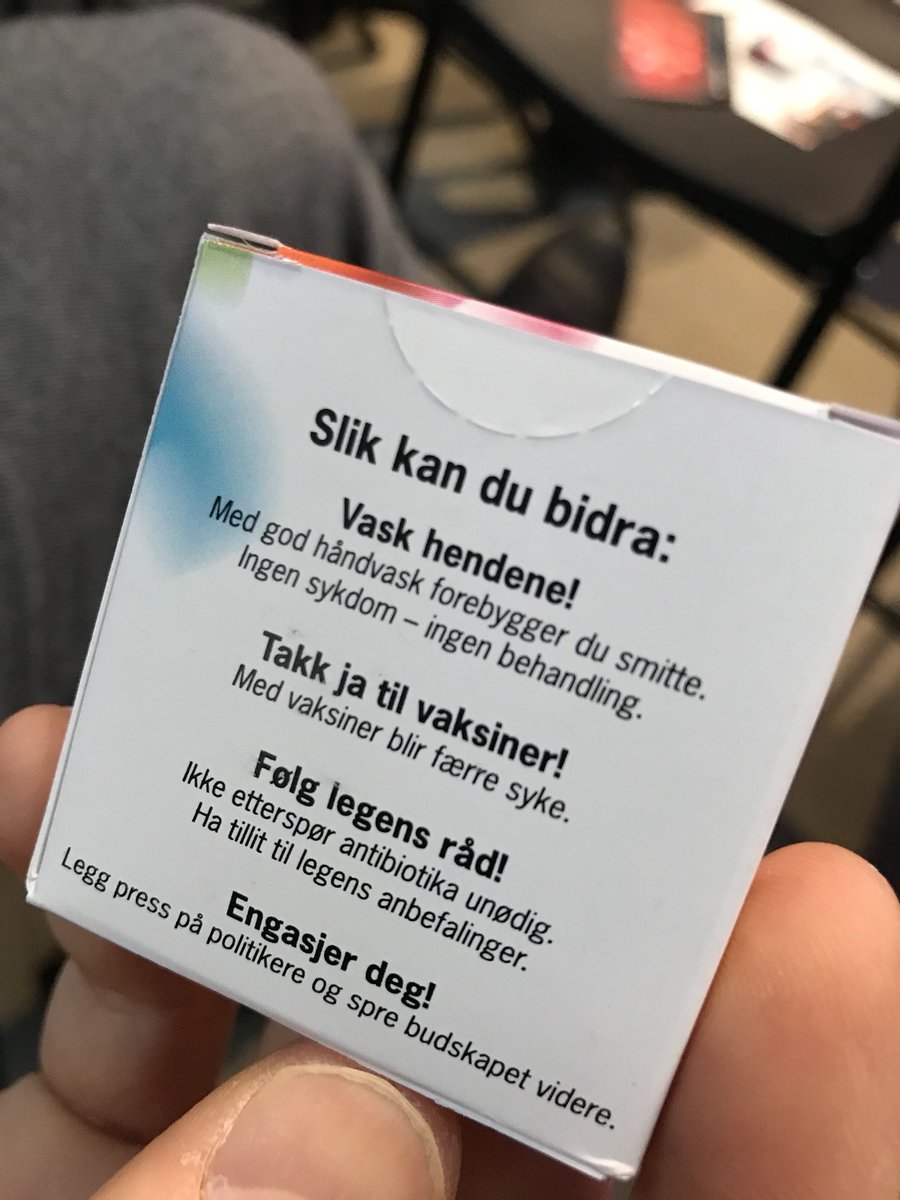 Slik kan du bidra:
Vask hendene!
Med god håndvask forebygger du smitte.
Ingen sykdom – ingen behandling.
Takk ja til vaksiner!
Med vaksiner blir færre syke.
Følg legens råd!
Ikke etterspør antibiotika unødig.
Ha tillit til legens anbefalinger.
Engasjer deg!
Legg press på politikere og spre budskapet videre.